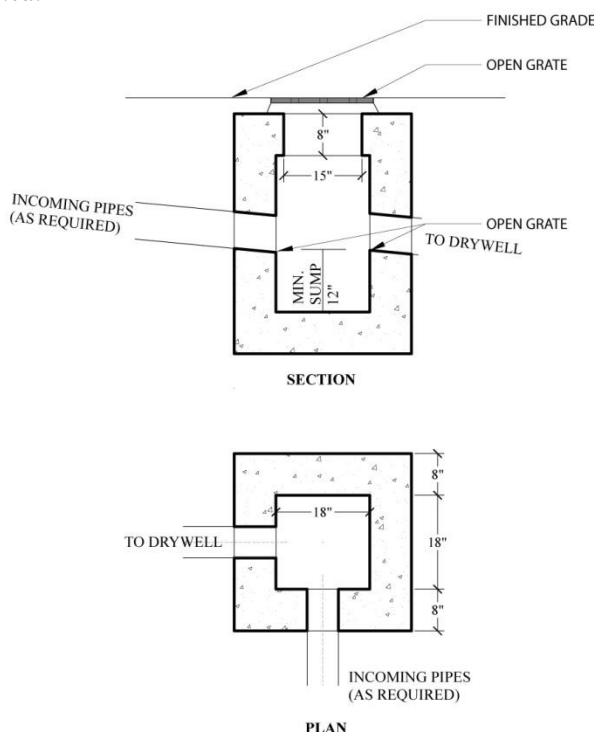 FINISHED GRADE
OPEN GRATE
8"
15"
INCOMING PIPES
(AS REQUIRED)
OPEN GRATE
TO DRYWELL
MIN.
SUMP
12"
SECTION
8"
18"
TO DRYWELL
18"
8"
INCOMING PIPES
(AS REQUIRED)
PLAN